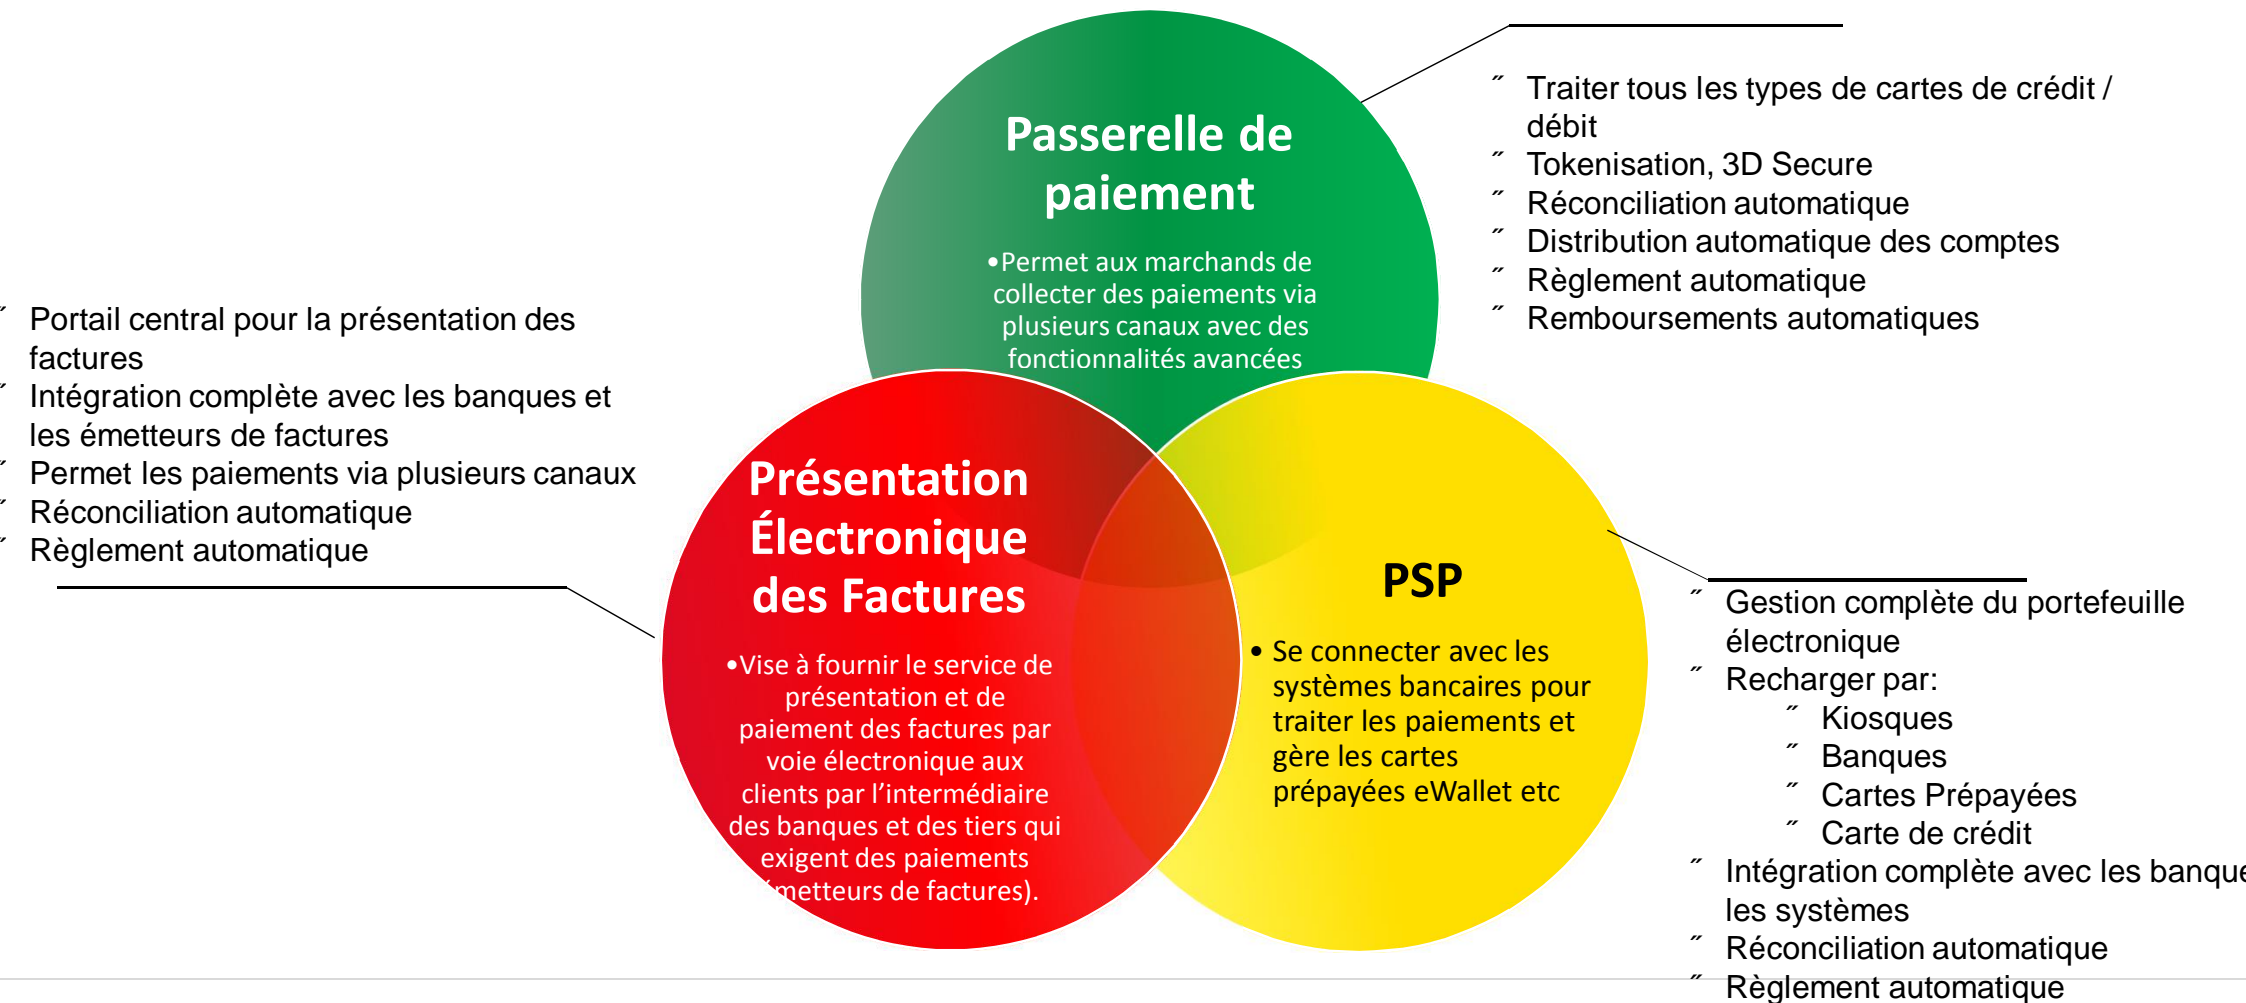 Passerelle de
paiement
•Permet aux marchands de
collecter des paiements via
plusieurs canaux avec des
fonctionnalités avancées
˝ Traiter tous les types de cartes de crédit /
débit
˝ Tokenisation, 3D Secure
˝ Réconciliation automatique
˝ Distribution automatique des comptes
˝ Règlement automatique
˝ Remboursements automatiques
˝ Portail central pour la présentation des
factures
˝ Intégration complète avec les banques et
les émetteurs de factures
˝ Permet les paiements via plusieurs canaux
˝ Réconciliation automatique
˝ Règlement automatique
Présentation
Électronique
des Factures
•Vise à fournir le service de
présentation et de
paiement des factures par
voie électronique aux
clients par l’intermédiaire
des banques et des tiers qui
exigent des paiements
metteurs de factures).
PSP
• Se connecter avec les
systèmes bancaires pour
traiter les paiements et
gère les cartes
prépayées eWallet etc
˝ Gestion complète du portefeuille
électronique
˝ Recharger par:
˝ Kiosques
˝ Banques
˝ Cartes Prépayées
˝ Carte de crédit
˝ Intégration complète avec les banque
les systèmes
˝ Réconciliation automatique
˝ Règlement automatique